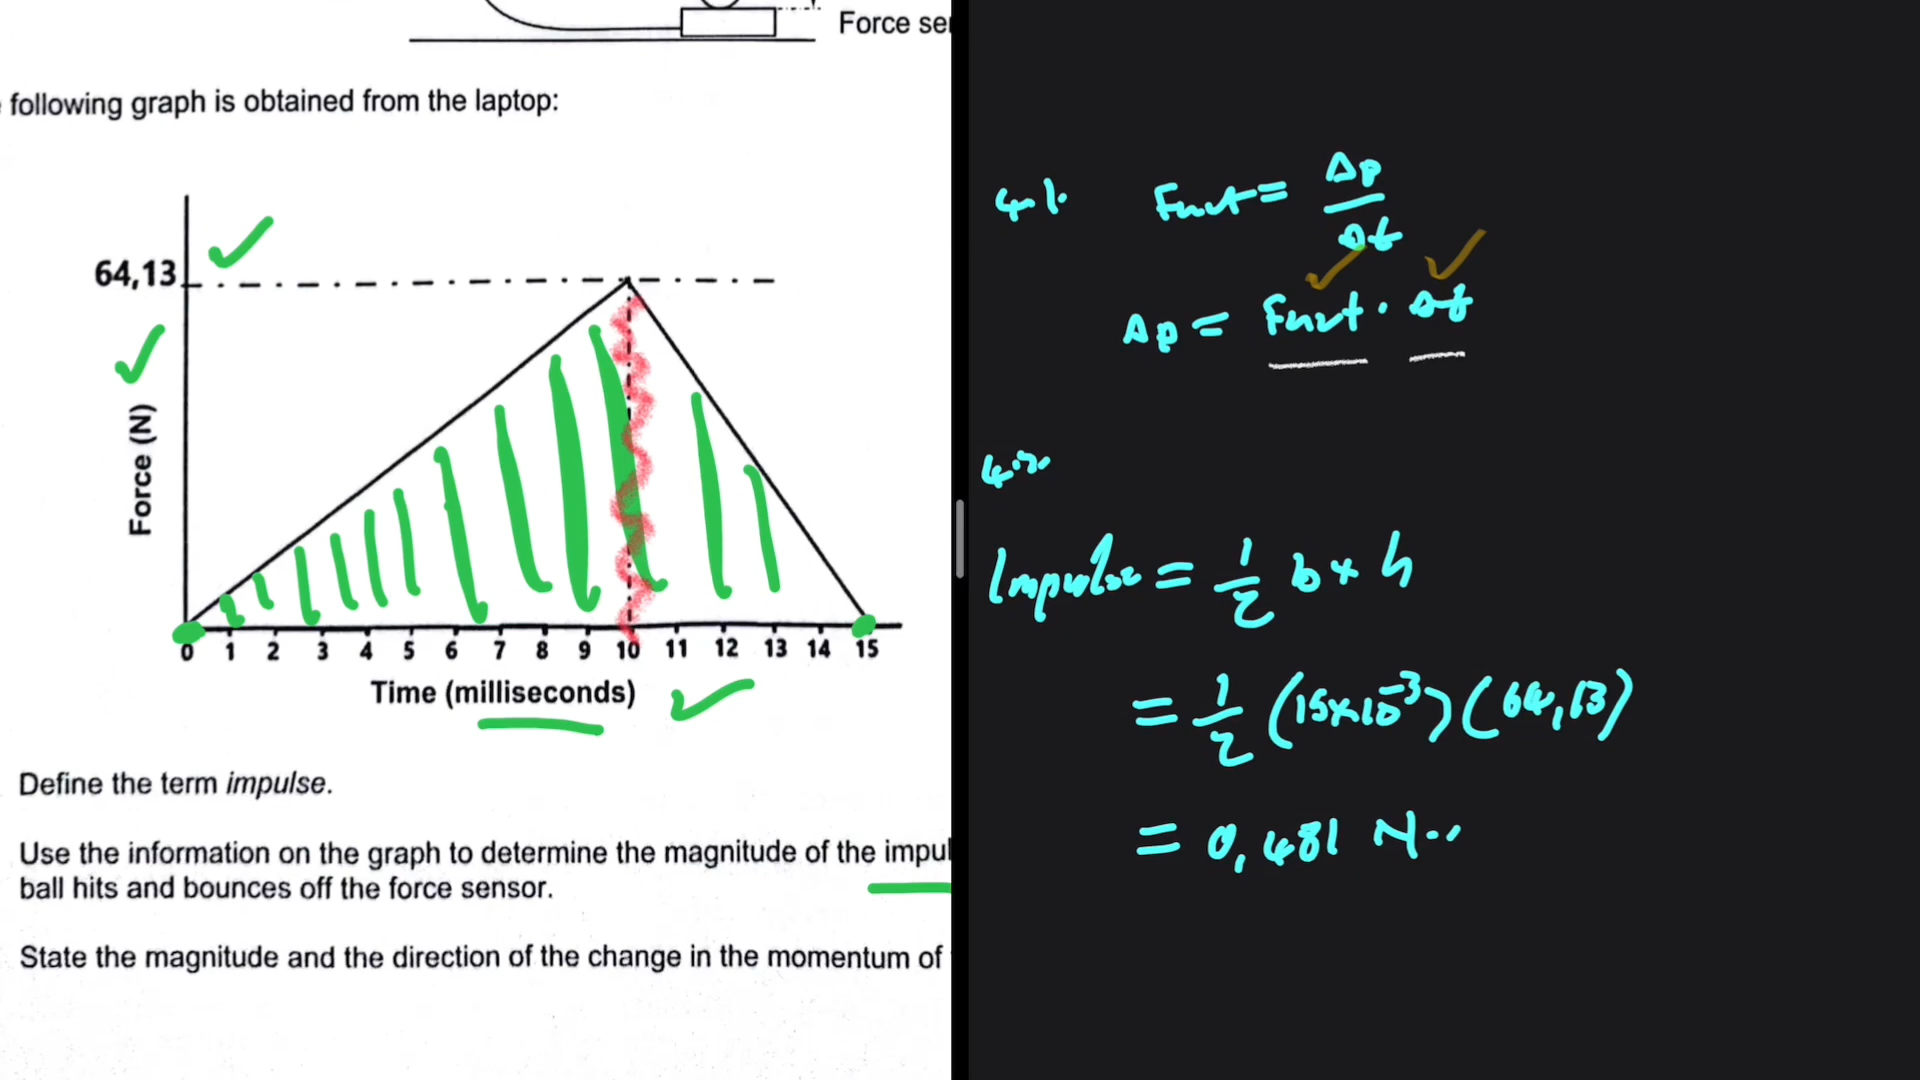 Force se
following graph is obtained from the laptop:
64,13
Force (N)
0 1 2 3 4 5 6 7 8 9 10 11 12 13 14 15
Time (milliseconds)
Define the term impulse.
Use the information on the graph to determine the magnitude of the impul
ball hits and bounces off the force sensor.
State the magnitude and the direction of the change in the momentum of
4.1. Fnet = Δp/Δt
Δp = Fnet · Δt
4.2
Impulse = 1/2 b × h
= 1/2 (15×10⁻³)(64,13)
= 0,481 N..